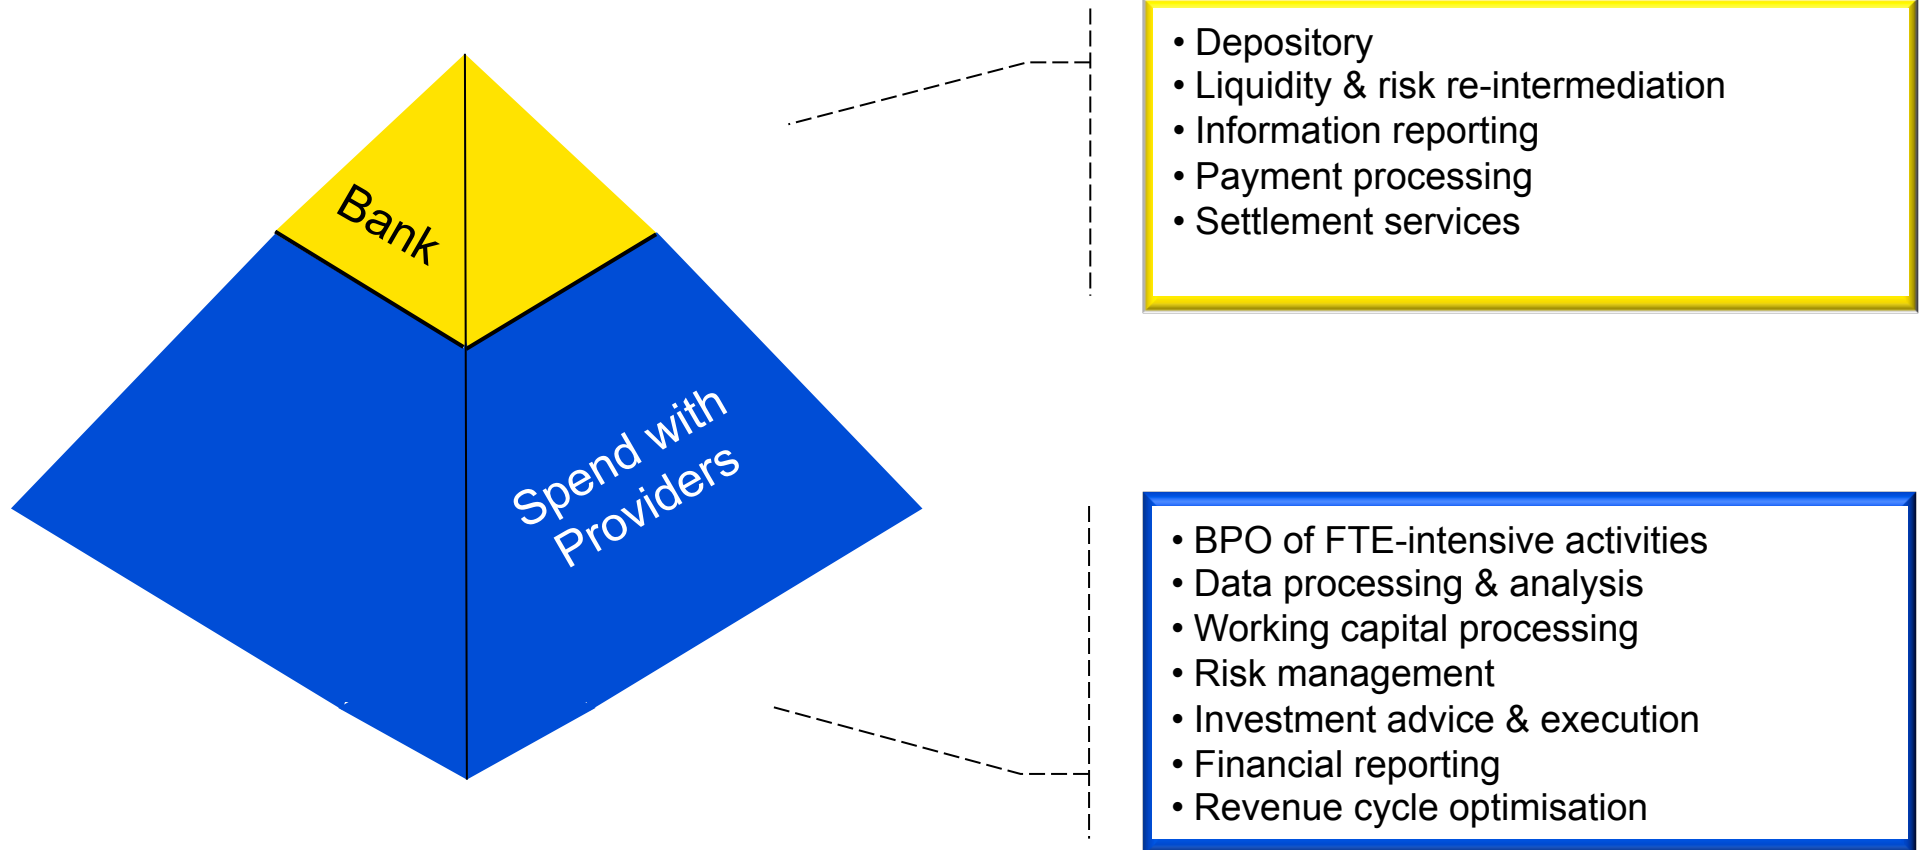 Bank
Spend with
Providers
• Depository
• Liquidity & risk re-intermediation
• Information reporting
• Payment processing
• Settlement services
• BPO of FTE-intensive activities
• Data processing & analysis
• Working capital processing
• Risk management
• Investment advice & execution
• Financial reporting
• Revenue cycle optimisation